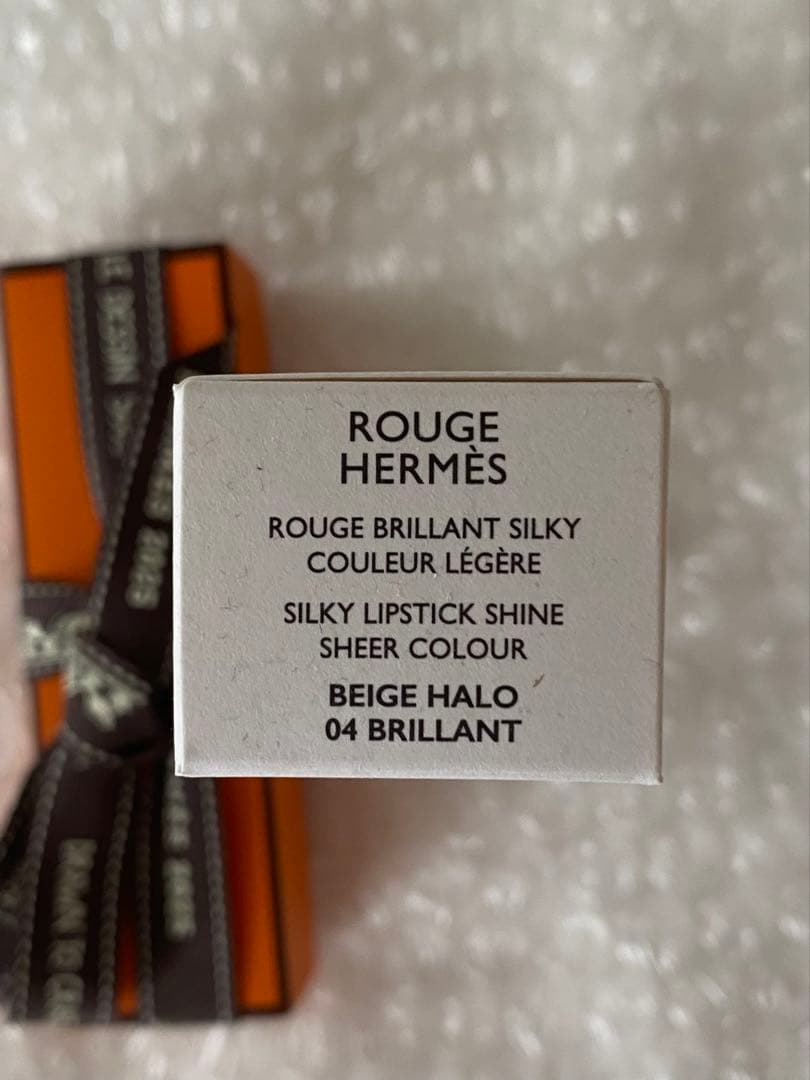 ROUGE
HERMÈS
ROUGE BRILLANT SILKY
COULEUR LÉGÈRE
SILKY LIPSTICK SHINE
SHEER COLOUR
BEIGE HALO
04 BRILLANT